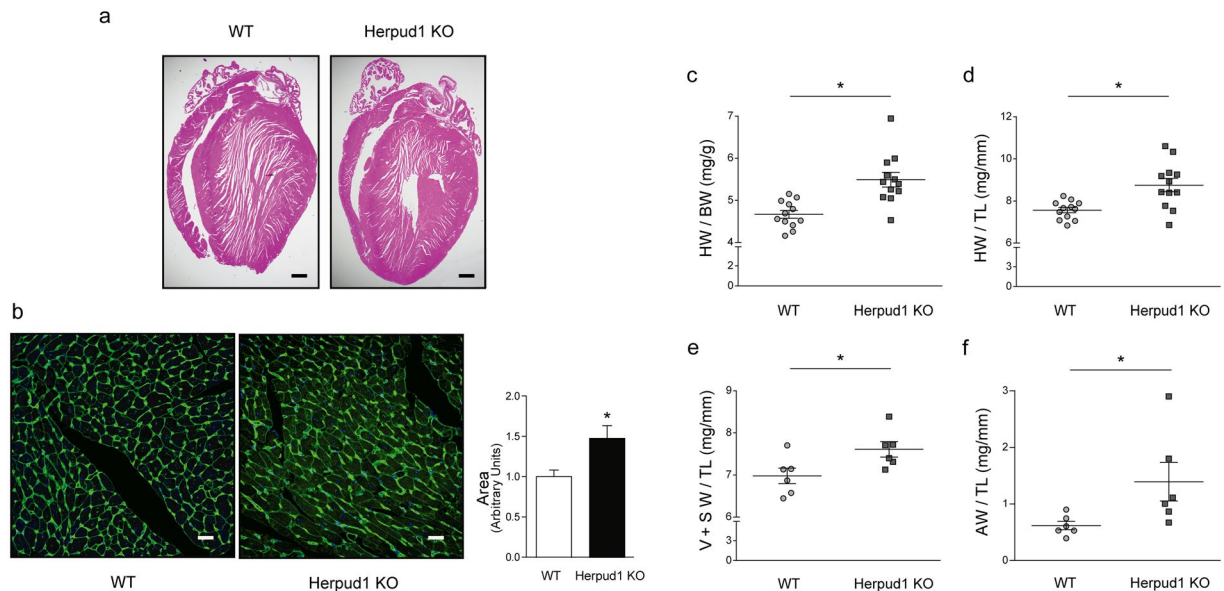 a
WT
Herpud1 KO
b
WT
Herpud1 KO
Area
(Arbitrary Units)
2.0
1.5
1.0
0.5
0.0
*
WT
Herpud1 KO
c
HW / BW (mg/g)
*
7
6
5
4
2
0
WT
Herpud1 KO
d
HW / TL (mg/mm)
*
12
10
8
6
3
0
WT
Herpud1 KO
e
V + S W / TL (mg/mm)
*
9
8
7
6
3
0
WT
Herpud1 KO
f
AW / TL (mg/mm)
*
3
2
1
0
WT
Herpud1 KO